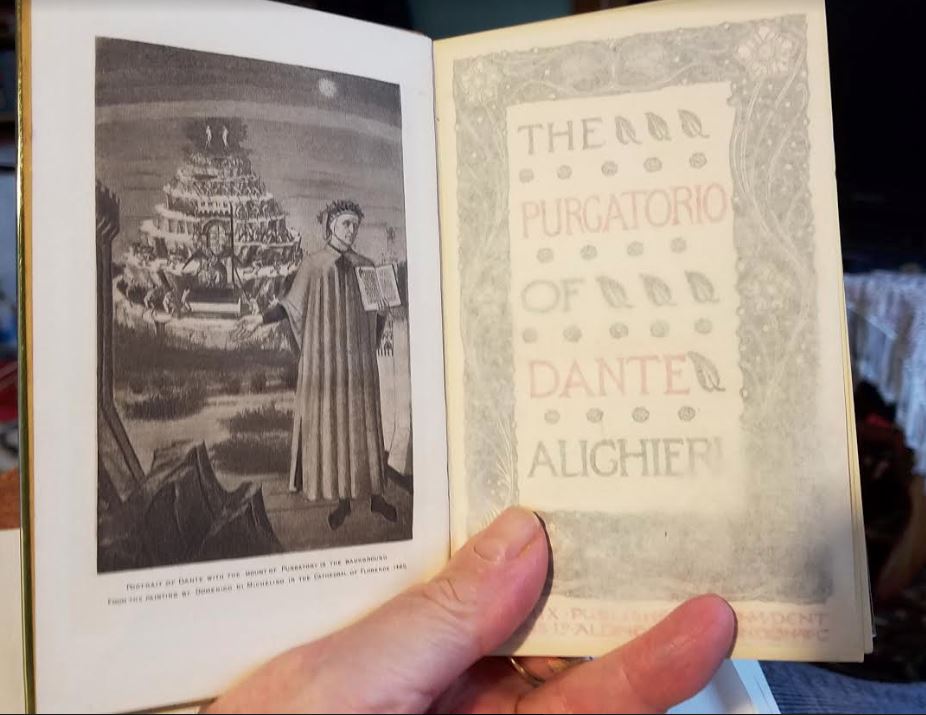 PORTRAIT OF DANTE WITH THE MOUNT OF PURGATORY IN THE BACKGROUND
FROM THE PAINTING BY DOMENICO DI MICHELINO IN THE CATHEDRAL OF FLORENCE
THE
PURGATORIO
OF
DANTE
ALIGHIERI